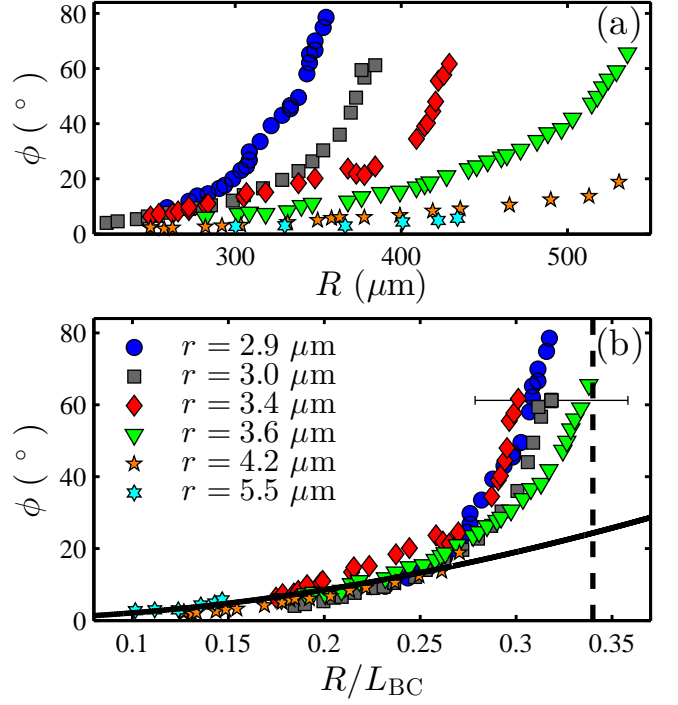 (a)
80
60
40
20
0
ϕ ( ° )
300 400 500
R (μm)
(b)
80
60
40
20
0
ϕ ( ° )
r = 2.9 μm
r = 3.0 μm
r = 3.4 μm
r = 3.6 μm
r = 4.2 μm
r = 5.5 μm
0.1 0.15 0.2 0.25 0.3 0.35
R/L_BC